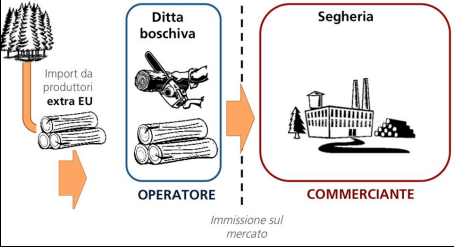 Ditta
boschiva
Segheria
Import da
produttori
extra EU
OPERATORE
COMMERCIANTE
Immissione sul
mercato